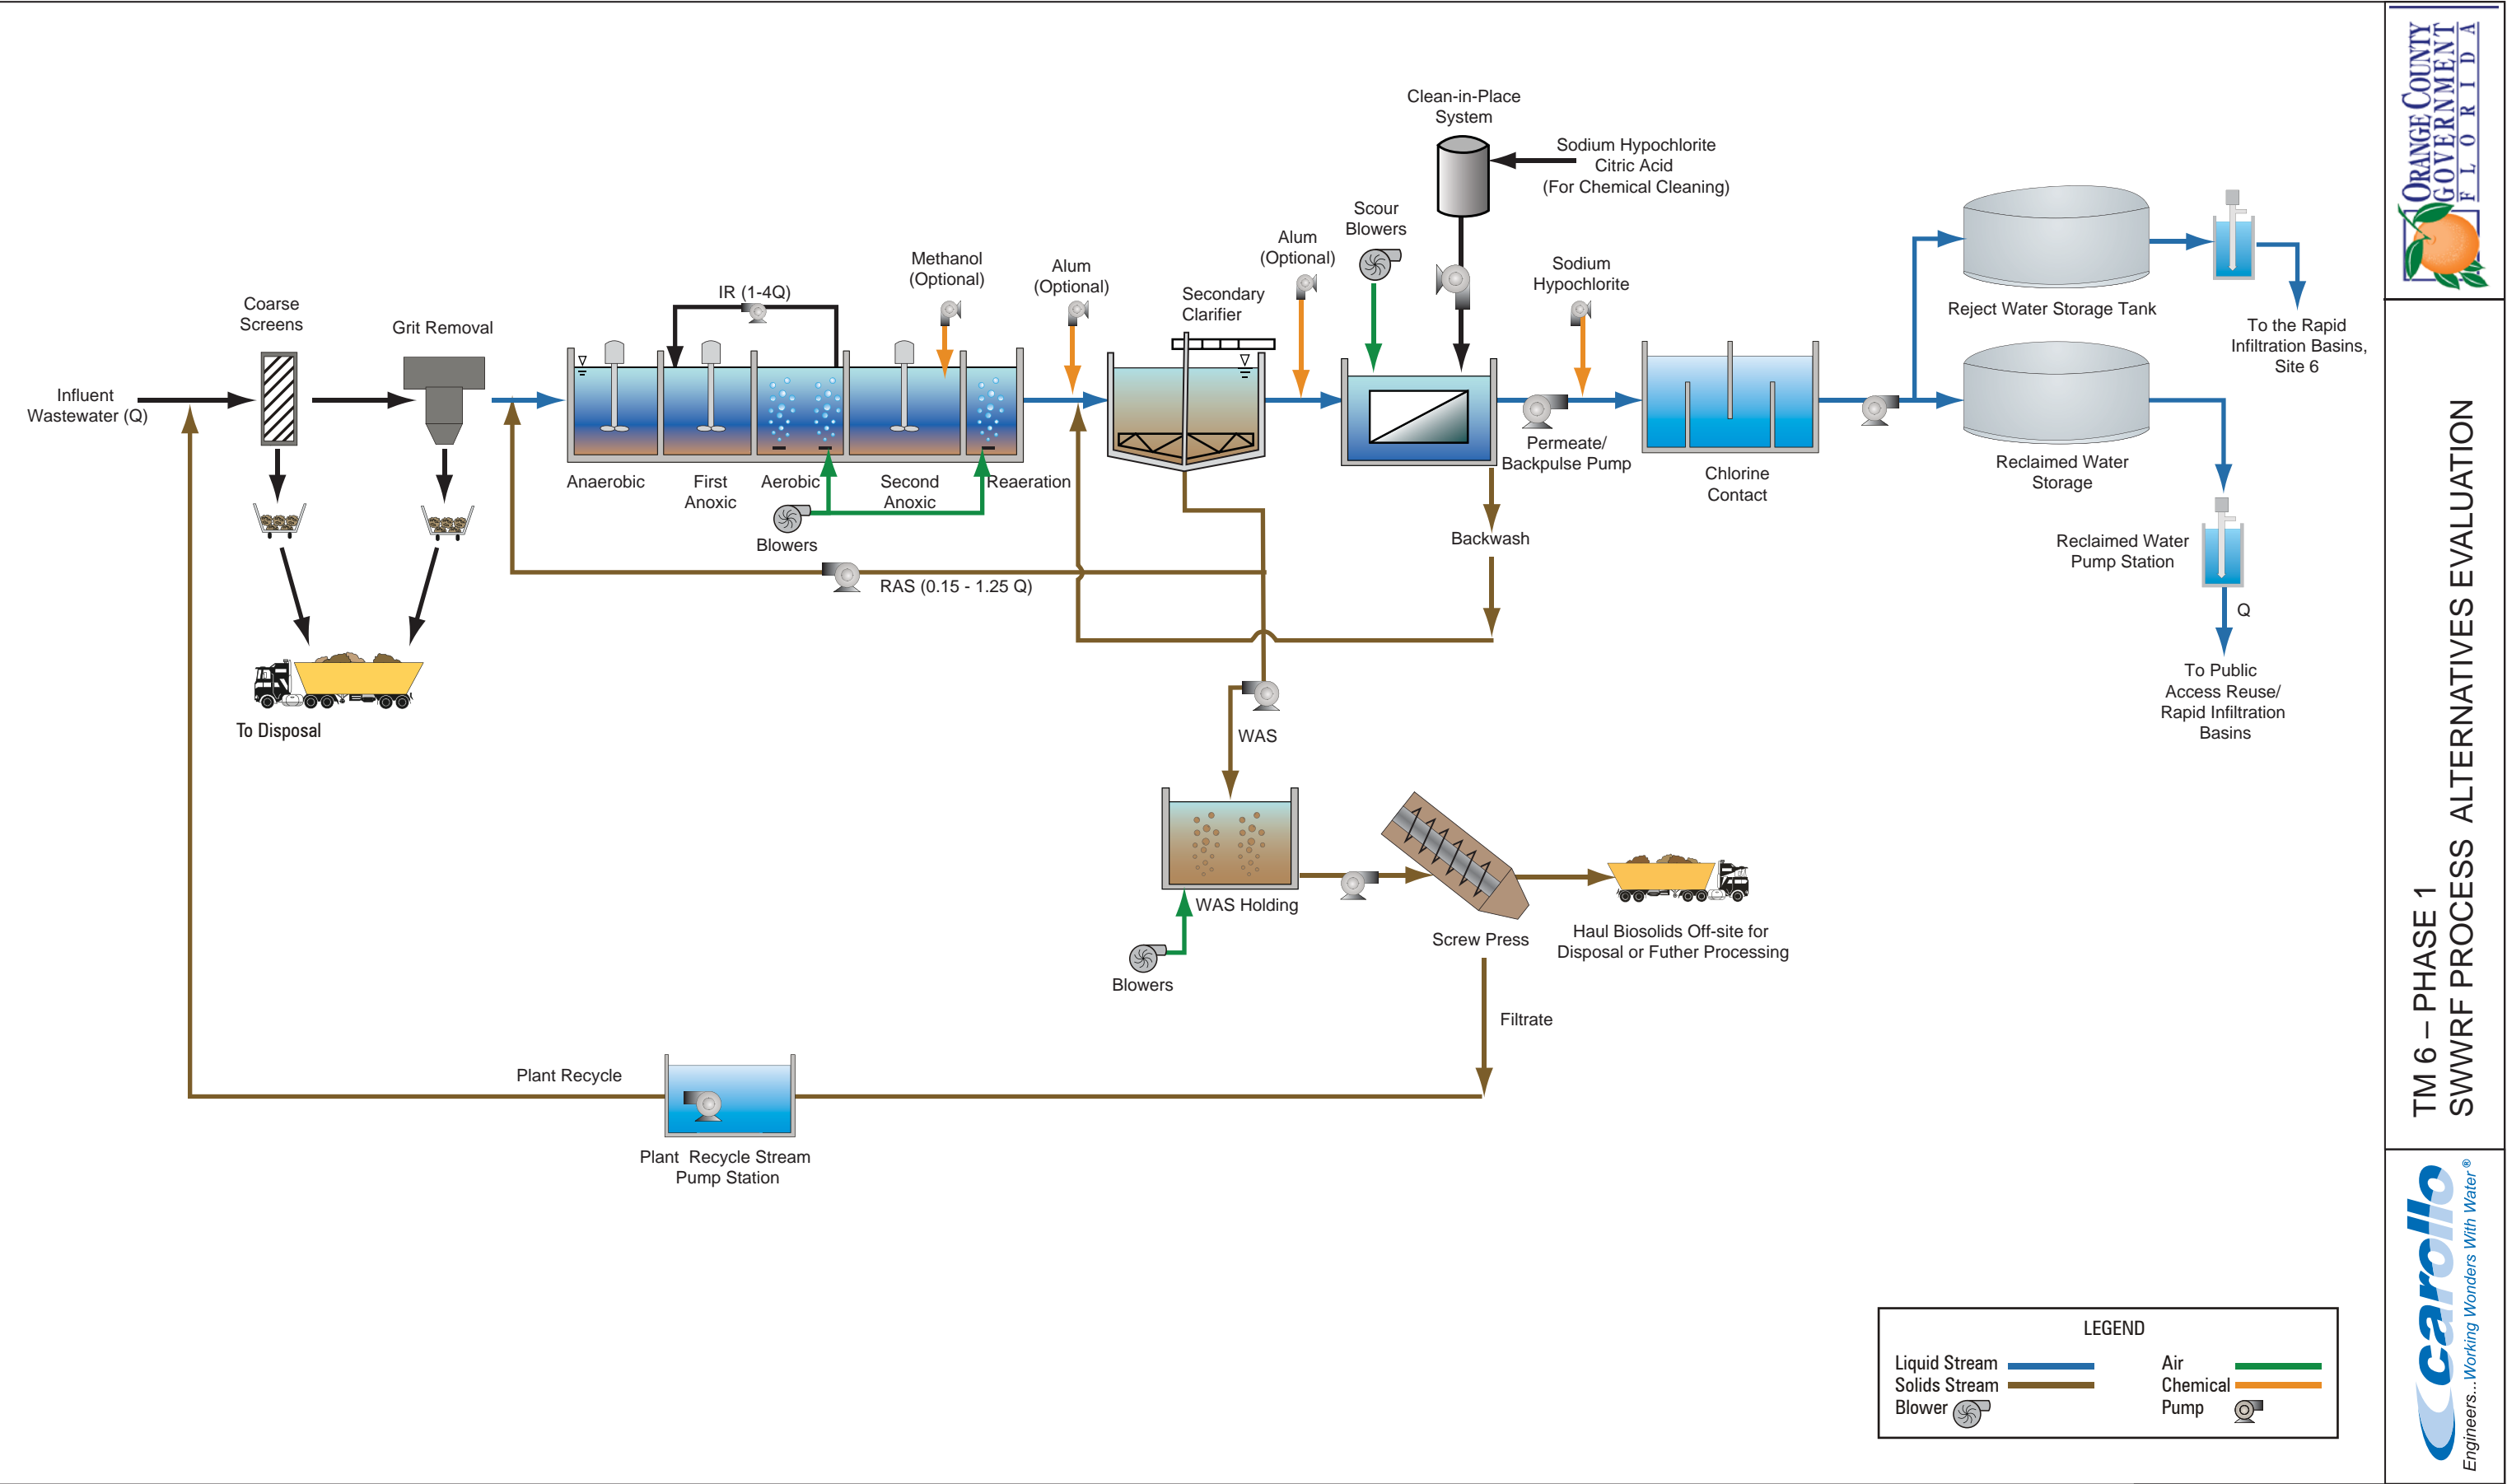 Clean-in-Place
System
Sodium Hypochlorite
Citric Acid
(For Chemical Cleaning)
Scour
Blowers
Alum
(Optional)
Methanol
(Optional)
Alum
(Optional)
Sodium
Hypochlorite
IR (1-4Q)
Secondary
Clarifier
Coarse
Screens
Grit Removal
Reject Water Storage Tank
To the Rapid
Infiltration Basins,
Site 6
Influent
Wastewater (Q)
Anaerobic
First
Anoxic
Aerobic
Second
Anoxic
Reaeration
Blowers
Permeate/
Backpulse Pump
Chlorine
Contact
Reclaimed Water
Storage
Backwash
Reclaimed Water
Pump Station
RAS (0.15 - 1.25 Q)
Q
To Public
Access Reuse/
Rapid Infiltration
Basins
To Disposal
WAS
WAS Holding
Blowers
Screw Press
Haul Biosolids Off-site for
Disposal or Futher Processing
Filtrate
Plant Recycle
Plant Recycle Stream
Pump Station
LEGEND
Liquid Stream
Solids Stream
Blower
Air
Chemical
Pump
ORANGE COUNTY
GOVERNMENT
FLORIDA
TM 6 – PHASE 1
SWWRF PROCESS ALTERNATIVES EVALUATION
carollo
Engineers...Working Wonders With Water®